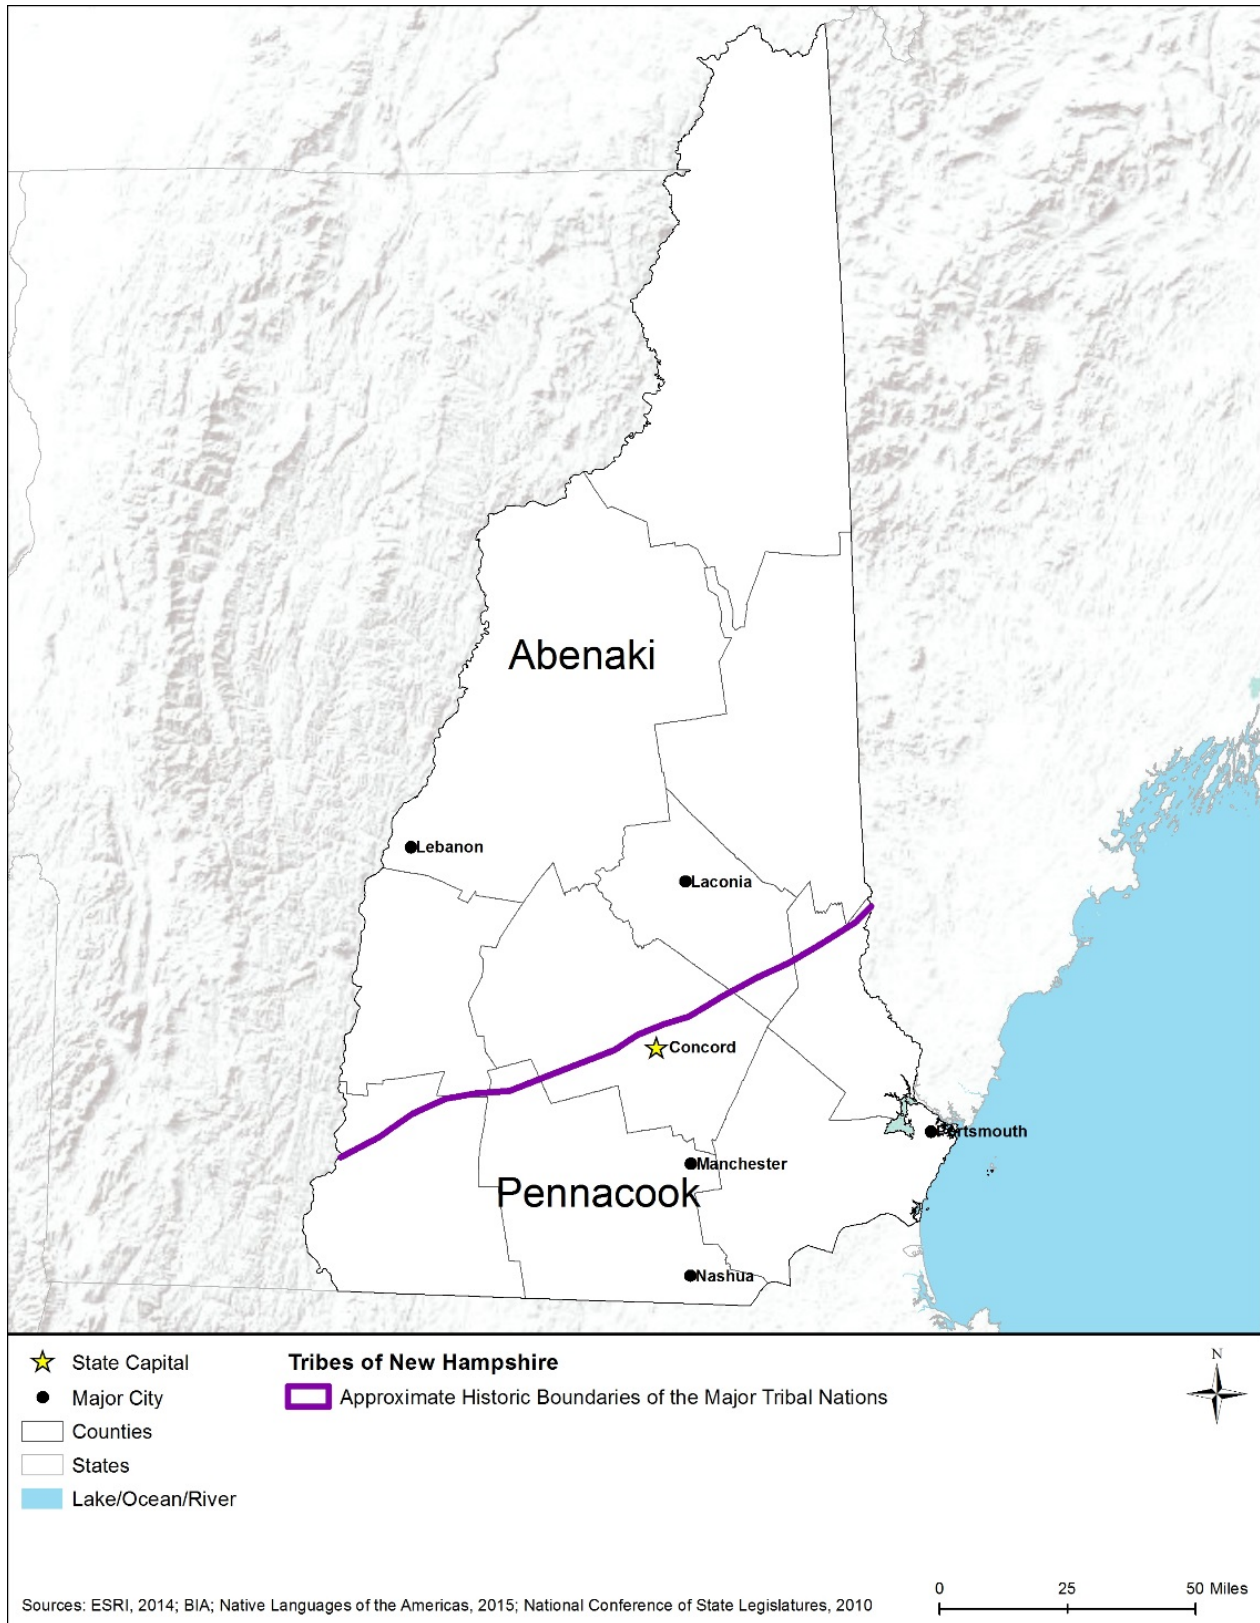 Abenaki
Lebanon
Laconia
Concord
Portsmouth
Manchester
Pennacook
Nashua
State Capital
Major City
Counties
States
Lake/Ocean/River
Tribes of New Hampshire
Approximate Historic Boundaries of the Major Tribal Nations
N
0 25 50 Miles
Sources: ESRI, 2014; BIA; Native Languages of the Americas, 2015; National Conference of State Legislatures, 2010